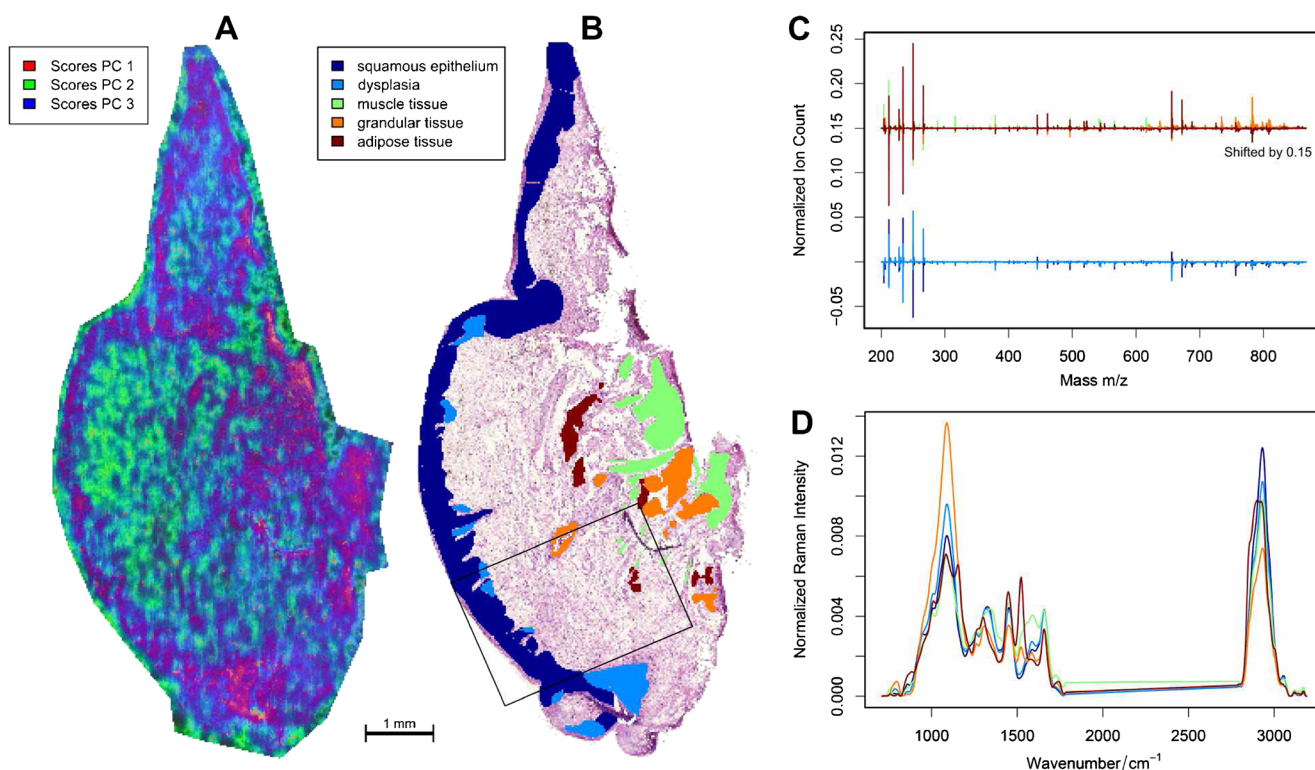 A
B
C
D
Scores PC 1
Scores PC 2
Scores PC 3
squamous epithelium
dysplasia
muscle tissue
grandular tissue
adipose tissue
1 mm
Normalized Ion Count
0.25
0.20
0.15
0.10
0.05
0.00
−0.05
Shifted by 0.15
200 300 400 500 600 700 800
Mass m/z
Normalized Raman Intensity
0.012
0.008
0.004
0.000
1000 1500 2000 2500 3000
Wavenumber/cm⁻¹